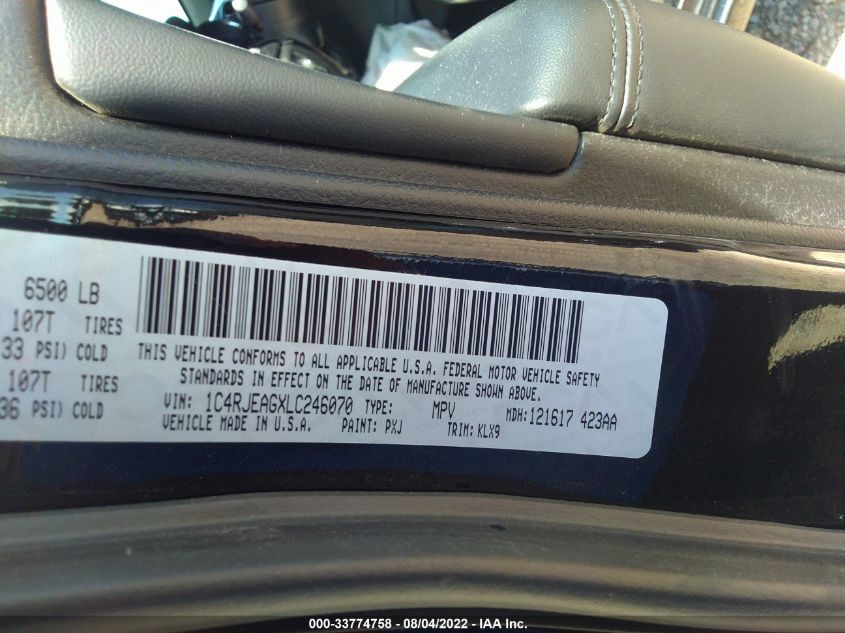 6500 LB
107T TIRES
33 PSI) COLD
107T TIRES
36 PSI) COLD
THIS VEHICLE CONFORMS TO ALL APPLICABLE U.S.A. FEDERAL MOTOR VEHICLE SAFETY
STANDARDS IN EFFECT ON THE DATE OF MANUFACTURE SHOWN ABOVE.
VIN: 1C4RJEAGXLC246070 TYPE: MPV MDH:121617 423AA
VEHICLE MADE IN U.S.A. PAINT: PXJ TRIM: KLX9
000-33774758 - 08/04/2022 - IAA Inc.